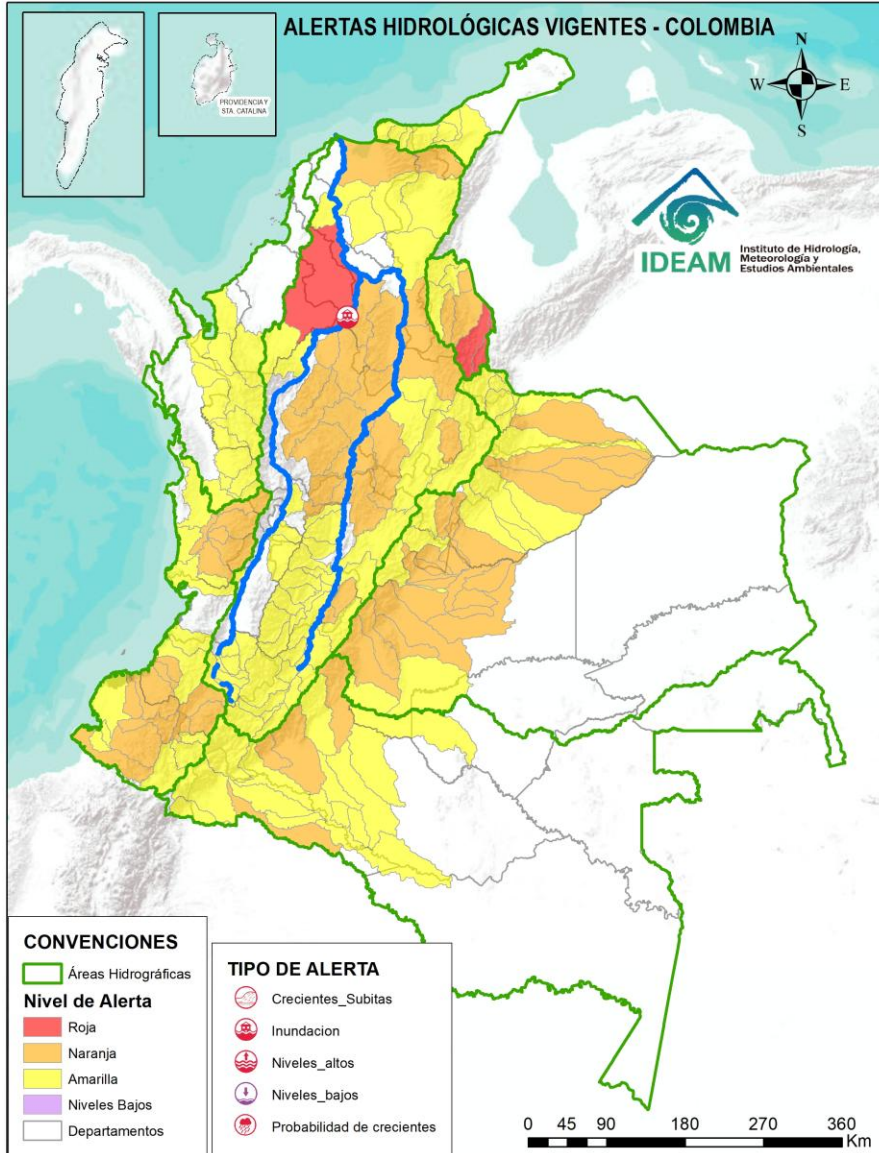 ALERTAS HIDROLÓGICAS VIGENTES - COLOMBIA
PROVIDENCIA Y
STA. CATALINA
N
W
E
S
IDEAM
Instituto de Hidrología,
Meteorología y
Estudios Ambientales
CONVENCIONES
Áreas Hidrográficas
Nivel de Alerta
Roja
Naranja
Amarilla
Niveles Bajos
Departamentos
TIPO DE ALERTA
Crecientes_Subitas
Inundacion
Niveles_altos
Niveles_bajos
Probabilidad de crecientes
0 45 90 180 270 360
Km